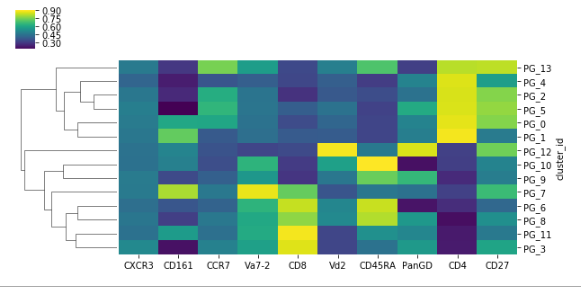 0.90
0.75
0.60
0.45
0.30
PG_13
PG_4
PG_2
PG_5
PG_0
PG_1
PG_12
PG_10
PG_9
PG_7
PG_6
PG_8
PG_11
PG_3
cluster_id
CXCR3 CD161 CCR7 Va7-2 CD8 Vd2 CD45RA PanGD CD4 CD27